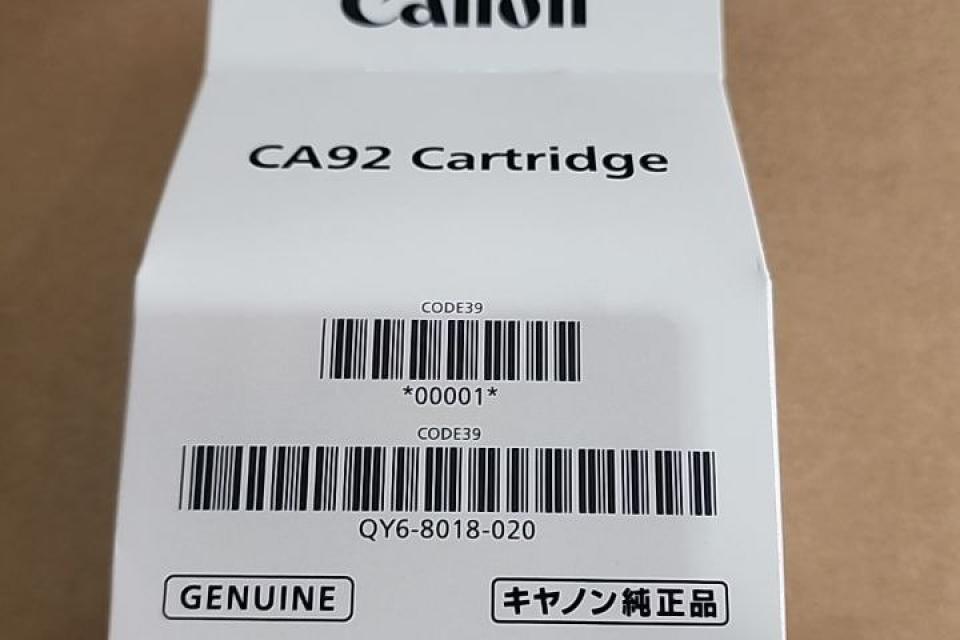 Canon
CA92 Cartridge
CODE39
*00001*
CODE39
QY6-8018-020
GENUINE
キヤノン純正品